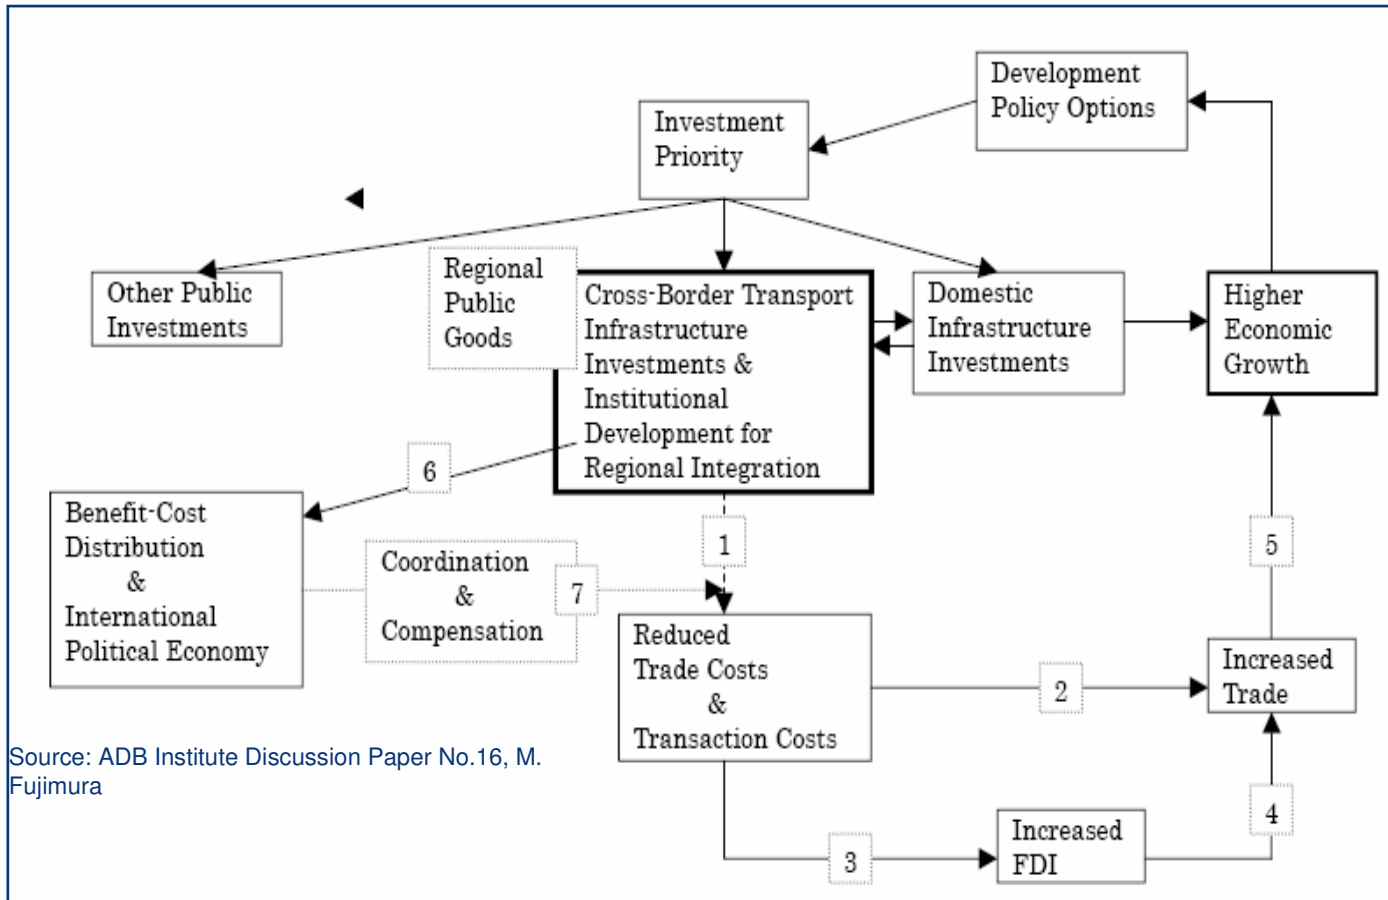 Development
Policy Options
Investment
Priority
Regional
Public
Goods
Other Public
Investments
Cross-Border Transport
Infrastructure
Investments &
Institutional
Development for
Regional Integration
Domestic
Infrastructure
Investments
Higher
Economic
Growth
6
Benefit-Cost
Distribution
&
International
Political Economy
Coordination
&
Compensation
7
1
5
Reduced
Trade Costs
&
Transaction Costs
2
Increased
Trade
Source: ADB Institute Discussion Paper No.16, M.
Fujimura
3
Increased
FDI
4